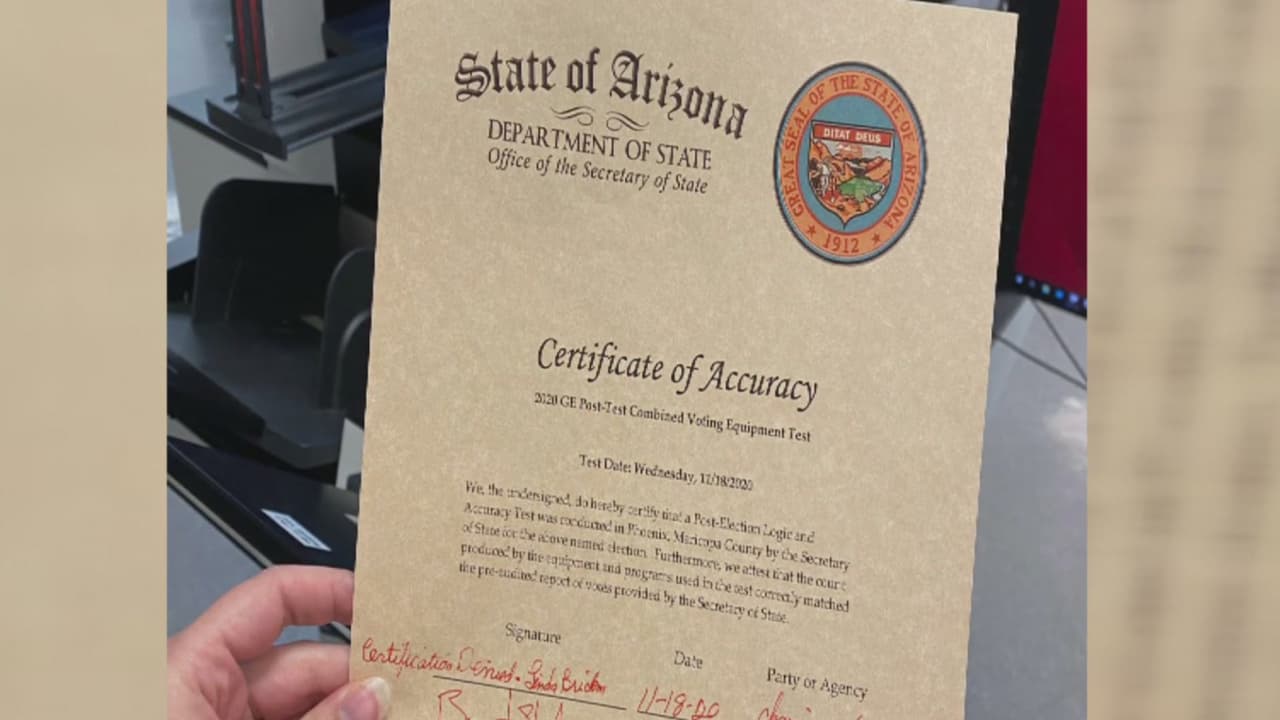 State of Arizona
DEPARTMENT OF STATE
Office of the Secretary of State
GREAT SEAL OF THE STATE OF ARIZONA
DITAT DEUS
★ 1912 ★
Certificate of Accuracy
2020 GE Post-Test Combined Voting Equipment Test
Test Date: Wednesday, 11/18/2020
We, the undersigned, do hereby certify that a Post-Election Logic and
Accuracy Test was conducted in Phoenix, Maricopa County by the Secretary
of State for the above named election. Furthermore, we attest that the count
produced by the equipment and programs used in the test correctly matched
the pre-audited report of votes provided by the Secretary of State.
Signature Date Party or Agency
Certification Denied - Linda Brickm 11-18-20